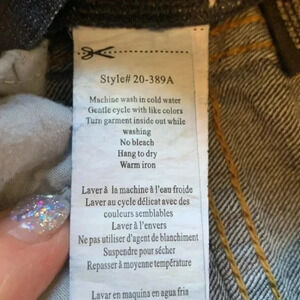 Style# 20-389A
Machine wash in cold water
Gentle cycle with like colors
Turn garment inside out while
washing
No bleach
Hang to dry
Warm iron
Laver à la machine à l'eau froide
Laver au cycle délicat avec des
couleurs semblables
Laver à l'envers
Ne pas utiliser d'agent de blanchiment
Suspendre pour sécher
Repasser à moyenne température
Lavar en maquina en agua fria